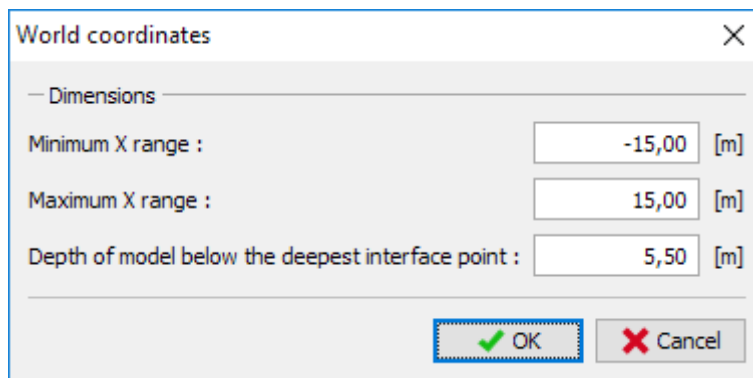 World coordinates
Dimensions
Minimum X range : -15,00 [m]
Maximum X range : 15,00 [m]
Depth of model below the deepest interface point : 5,50 [m]
OK Cancel